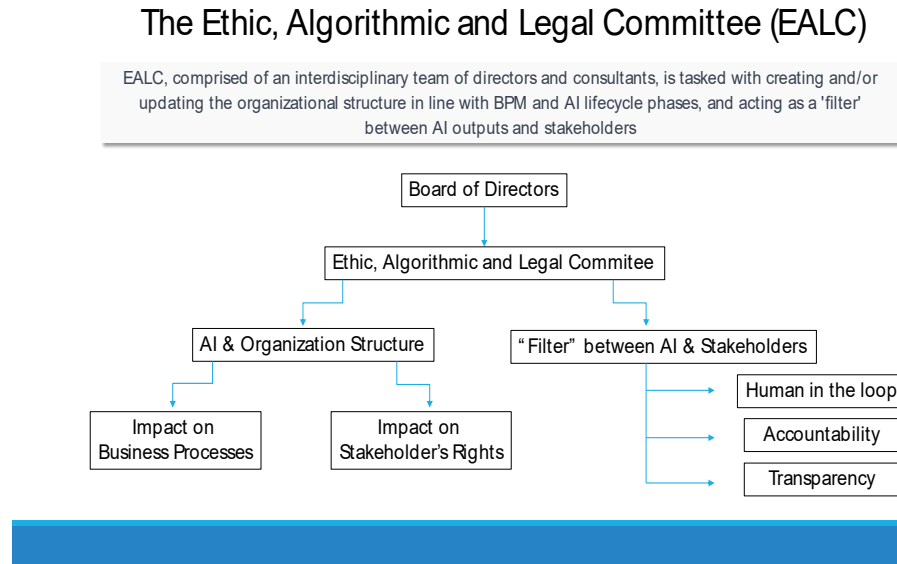 The Ethic, Algorithmic and Legal Committee (EALC)
EALC, comprised of an interdisciplinary team of directors and consultants, is tasked with creating and/or
updating the organizational structure in line with BPM and AI lifecycle phases, and acting as a 'filter'
between AI outputs and stakeholders
Board of Directors
Ethic, Algorithmic and Legal Commitee
AI & Organization Structure
“Filter” between AI & Stakeholders
Human in the loop
Impact on
Business Processes
Impact on
Stakeholder’s Rights
Accountability
Transparency